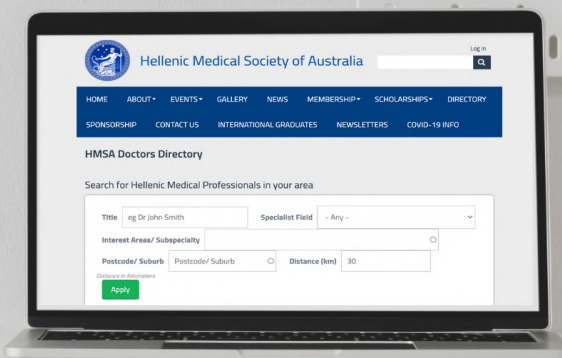 Log in
Hellenic Medical Society of Australia
HOME ABOUT EVENTS GALLERY NEWS MEMBERSHIP SCHOLARSHIPS DIRECTORY
SPONSORSHIP CONTACT US INTERNATIONAL GRADUATES NEWSLETTERS COVID-19 INFO
HMSA Doctors Directory
Search for Hellenic Medical Professionals in your area
Title eg Dr John Smith Specialist Field - Any -
Interest Areas/ Subspecialty
Postcode/ Suburb Postcode/ Suburb Distance (km) 30
Distance in kilometers
Apply